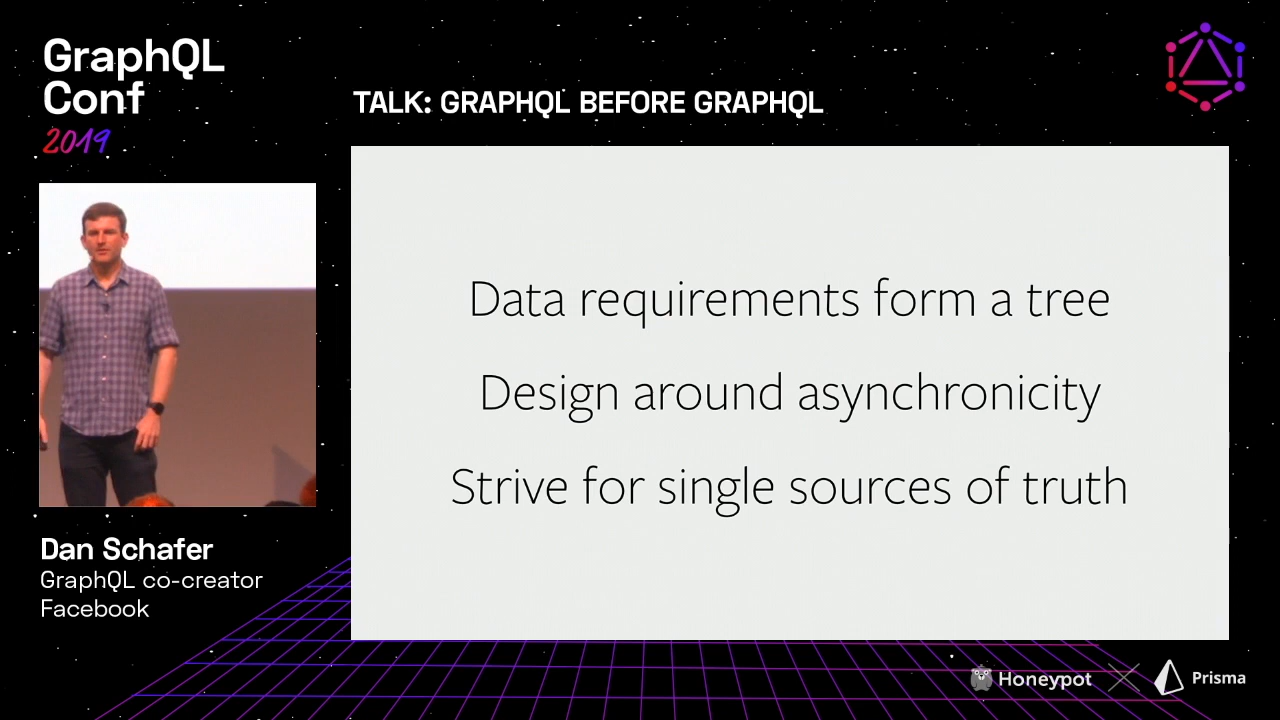 GraphQL
Conf
2019
TALK: GRAPHQL BEFORE GRAPHQL
Data requirements form a tree
Design around asynchronicity
Strive for single sources of truth
Dan Schafer
GraphQL co-creator
Facebook
Honeypot
Prisma